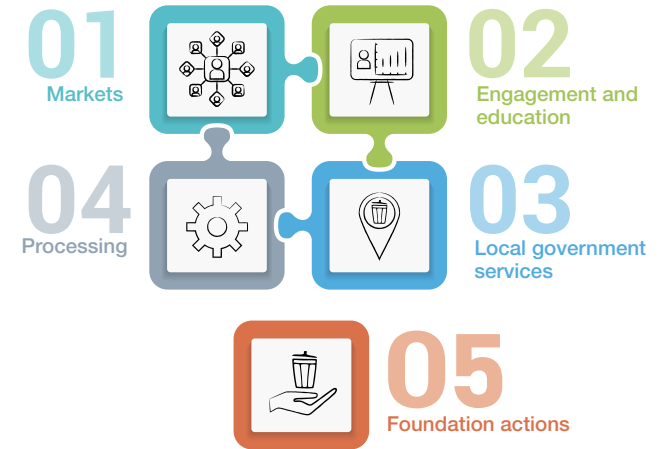 01
Markets
02
Engagement and
education
04
Processing
03
Local government
services
05
Foundation actions